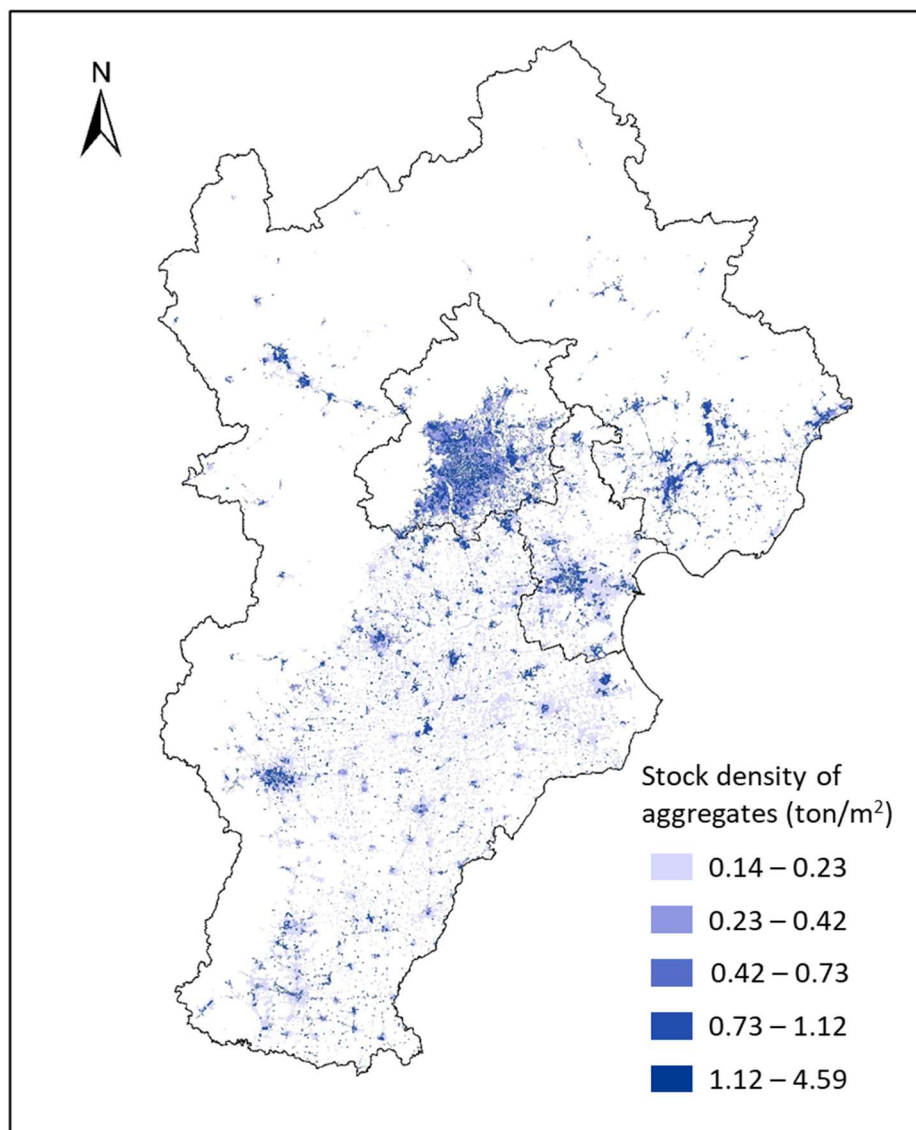 N
Stock density of
aggregates (ton/m²)
0.14 – 0.23
0.23 – 0.42
0.42 – 0.73
0.73 – 1.12
1.12 – 4.59